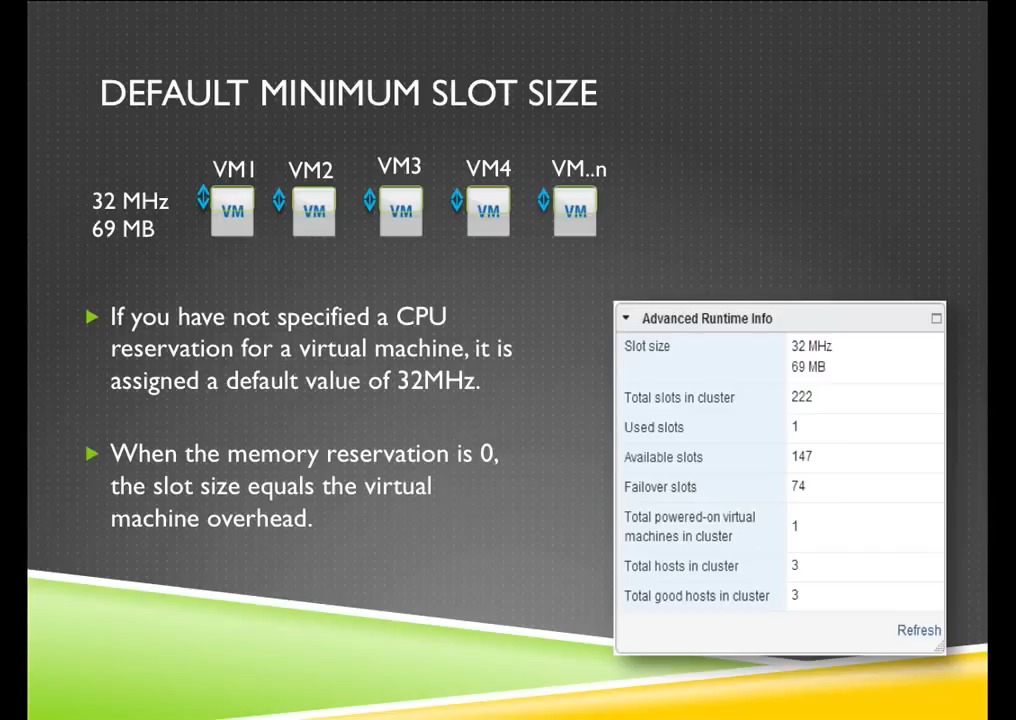 DEFAULT MINIMUM SLOT SIZE
VM1 VM2 VM3 VM4 VM..n
32 MHz
69 MB
VM VM VM VM VM
If you have not specified a CPU
reservation for a virtual machine, it is
assigned a default value of 32MHz.
When the memory reservation is 0,
the slot size equals the virtual
machine overhead.
Advanced Runtime Info
Slot size 32 MHz
69 MB
Total slots in cluster 222
Used slots 1
Available slots 147
Failover slots 74
Total powered-on virtual
machines in cluster 1
Total hosts in cluster 3
Total good hosts in cluster 3
Refresh